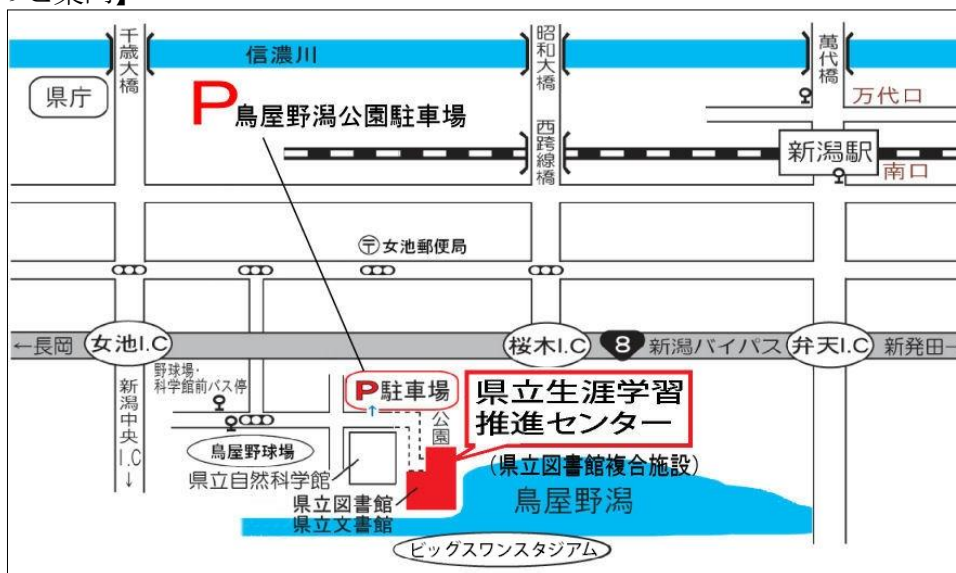 千歳大橋
信濃川
昭和大橋
萬代橋
県庁
P鳥屋野潟公園駐車場
万代口
西跨線橋
新潟駅
南口
〒女池郵便局
←長岡
女池I.C
桜木I.C
8
新潟バイパス
弁天I.C
新発田
野球場・
科学館前バス停
新潟中央I.C↓
P駐車場
公園
県立生涯学習
推進センター
(県立図書館複合施設)
鳥屋野球場
県立自然科学館
県立図書館
県立文書館
鳥屋野潟
ビッグスワンスタジアム